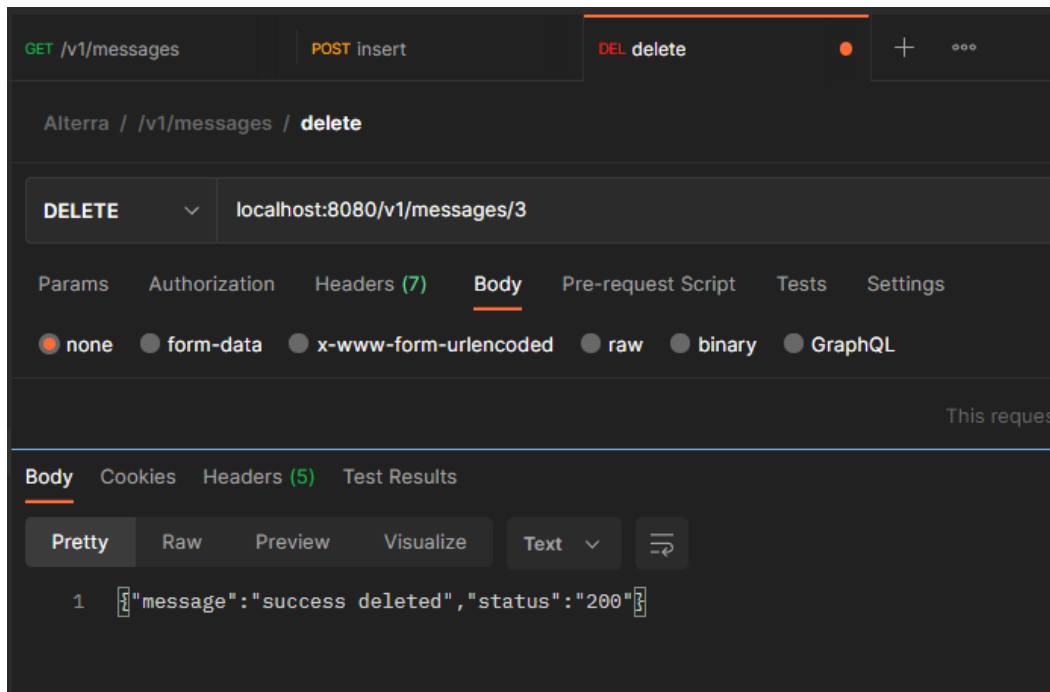 GET /v1/messages POST insert DEL delete
Alterra / /v1/messages / delete
DELETE localhost:8080/v1/messages/3
Params Authorization Headers (7) Body Pre-request Script Tests Settings
none form-data x-www-form-urlencoded raw binary GraphQL
This
Body Cookies Headers (5) Test Results
Pretty Raw Preview Visualize Text
1 {"message":"success deleted","status":"200"}